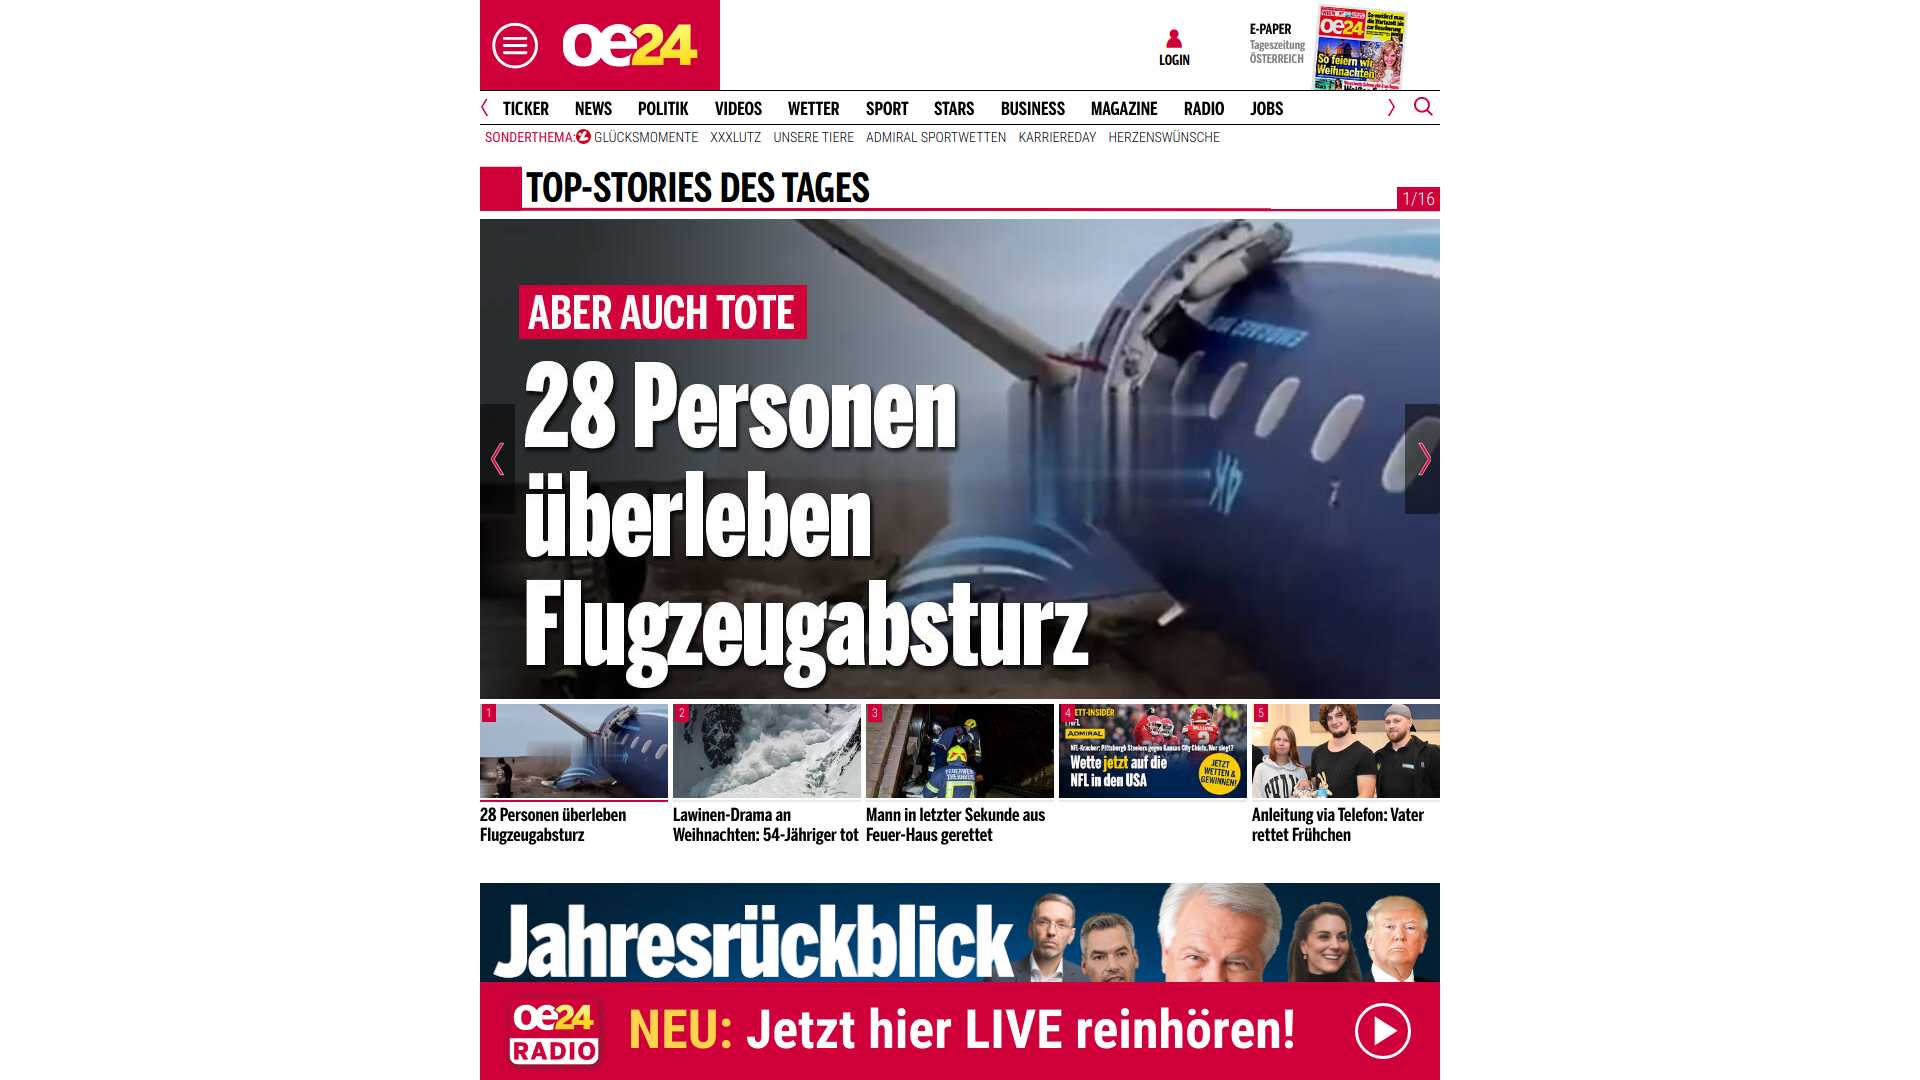 oe24
LOGIN
E-PAPER
Tageszeitung
ÖSTERREICH
oe24
So feiern wir
Weihnachten
TICKER NEWS POLITIK VIDEOS WETTER SPORT STARS BUSINESS MAGAZINE RADIO JOBS
SONDERTHEMA: GLÜCKSMOMENTE XXXLUTZ UNSERE TIERE ADMIRAL SPORTWETTEN KARRIEREDAY HERZENSWÜNSCHE
TOP-STORIES DES TAGES
1/16
ABER AUCH TOTE
28 Personen
überleben
Flugzeugabsturz
1
2
3
4
5
ETT-INSIDER
NFL
ADMIRAL
NFL-Kracher: Pittsburgh Steelers gegen Kansas City Chiefs. Wer siegt?
Wette jetzt auf die
NFL in den USA
JETZT
WETTEN &
GEWINNEN!
28 Personen überleben
Flugzeugabsturz
Lawinen-Drama an
Weihnachten: 54-Jähriger tot
Mann in letzter Sekunde aus
Feuer-Haus gerettet
Anleitung via Telefon: Vater
rettet Frühchen
Jahresrückblick
oe24
RADIO
NEU: Jetzt hier LIVE reinhören!